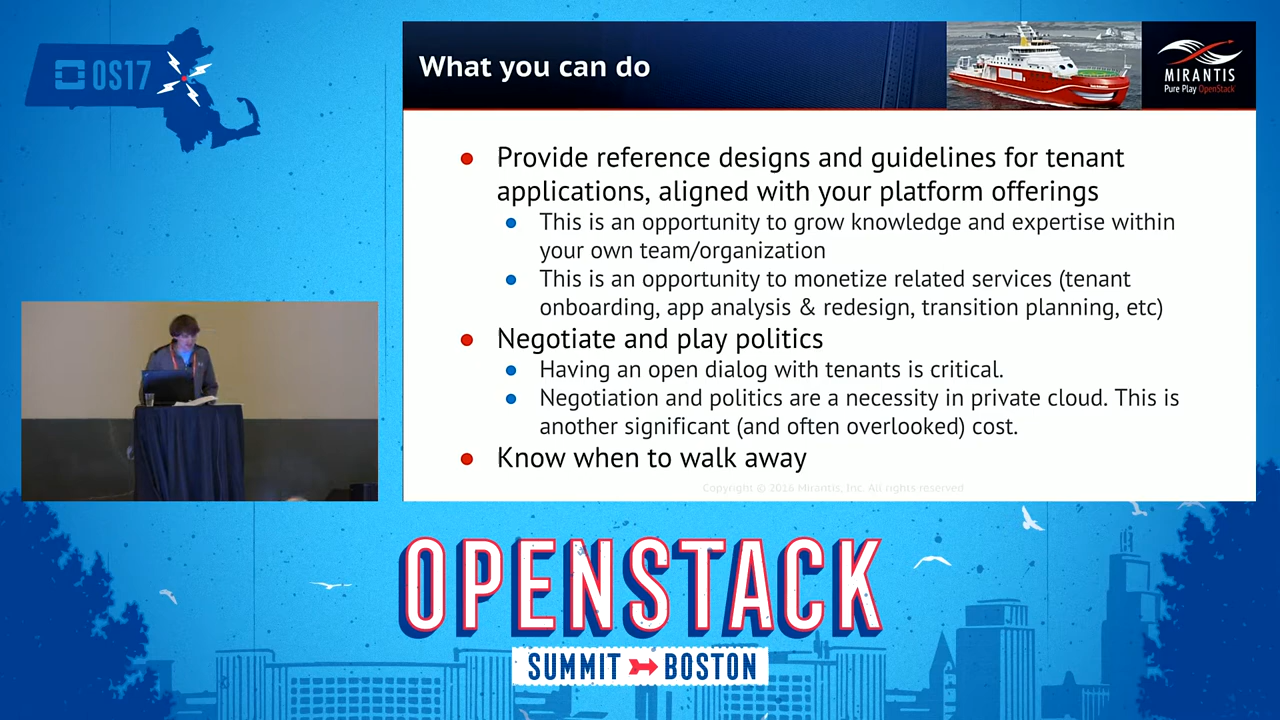 OS17
What you can do
MIRANTIS
Pure Play OpenStack
Provide reference designs and guidelines for tenant
applications, aligned with your platform offerings
This is an opportunity to grow knowledge and expertise within
your own team/organization
This is an opportunity to monetize related services (tenant
onboarding, app analysis & redesign, transition planning, etc)
Negotiate and play politics
Having an open dialog with tenants is critical.
Negotiation and politics are a necessity in private cloud. This is
another significant (and often overlooked) cost.
Know when to walk away
Copyright © 2016 Mirantis, Inc. All rights reserved
OPENSTACK
SUMMIT BOSTON